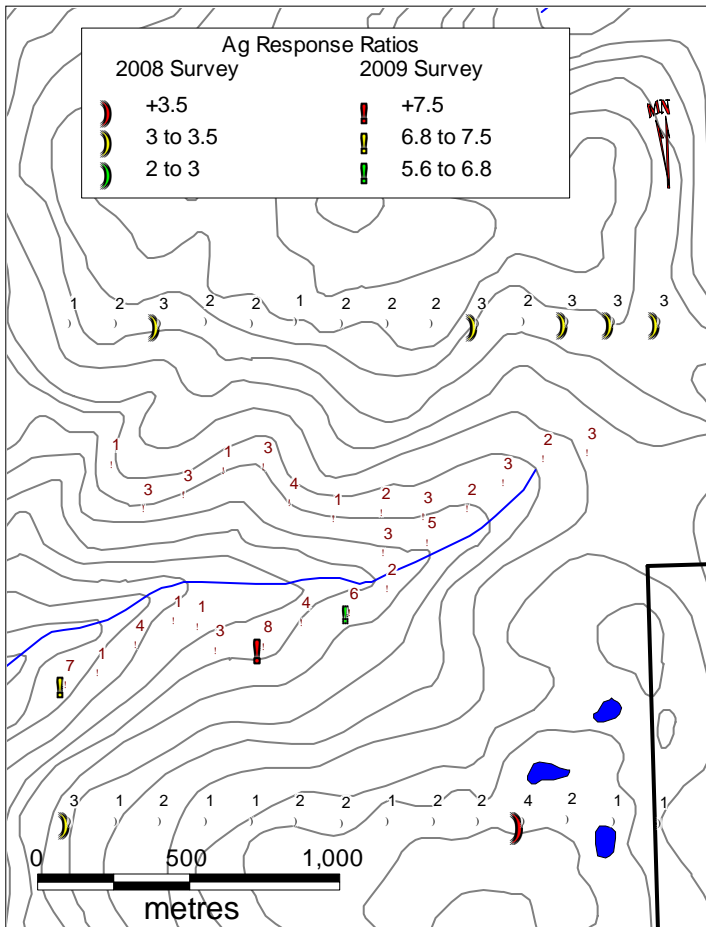 Ag Response Ratios
2008 Survey 2009 Survey
+3.5 +7.5
3 to 3.5 6.8 to 7.5
2 to 3 5.6 to 6.8
MN
1 2 3 2 2 1 2 2 2 3 2 3 3 3
1 3 3 1 3 4 1 2 3 2 3 2 3
5
3
2
6
4
8
3
1
1
4
1
7
3 1 2 1 1 2 2 1 2 2 4 2 1 1
0 500 1,000
metres